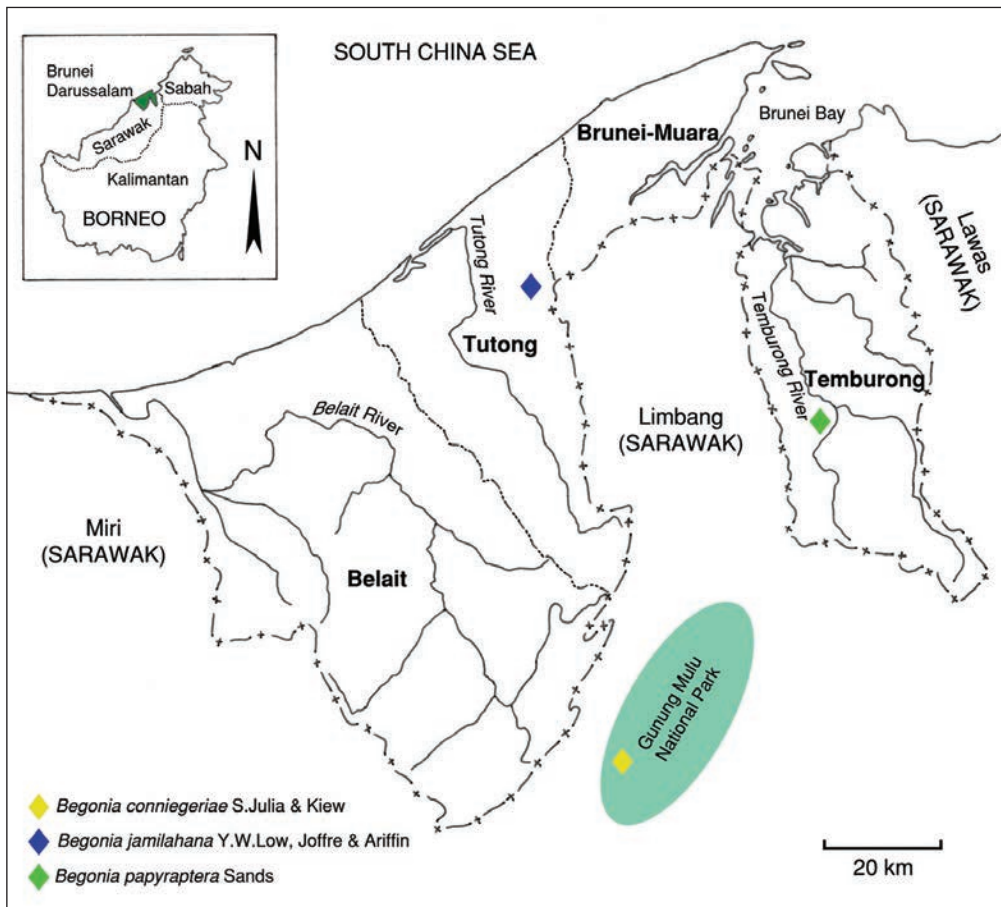 SOUTH CHINA SEA
Brunei
Darussalam
Sabah
Sarawak
Kalimantan
BORNEO
N
Brunei-Muara
Brunei Bay
Lawas
(SARAWAK)
Tutong River
Tutong
Temburong River
Temburong
Belait River
Limbang
(SARAWAK)
Miri
(SARAWAK)
Belait
Gunung Mulu
National Park
Begonia conniegeriae S.Julia & Kiew
Begonia jamilahana Y.W.Low, Joffre & Ariffin
Begonia papyraptera Sands
20 km